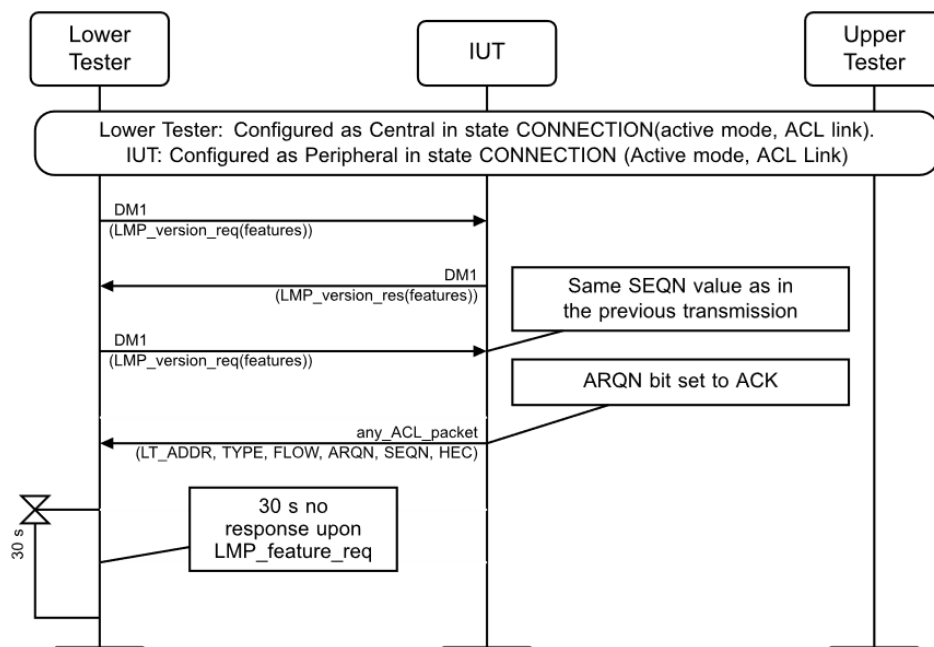 Lower
Tester
IUT
Upper
Tester
Lower Tester: Configured as Central in state CONNECTION(active mode, ACL link).
IUT: Configured as Peripheral in state CONNECTION (Active mode, ACL Link)
DM1
(LMP_version_req(features))
DM1
(LMP_version_res(features))
Same SEQN value as in
the previous transmission
DM1
(LMP_version_req(features))
ARQN bit set to ACK
any_ACL_packet
(LT_ADDR, TYPE, FLOW, ARQN, SEQN, HEC)
30 s
30 s no
response upon
LMP_feature_req